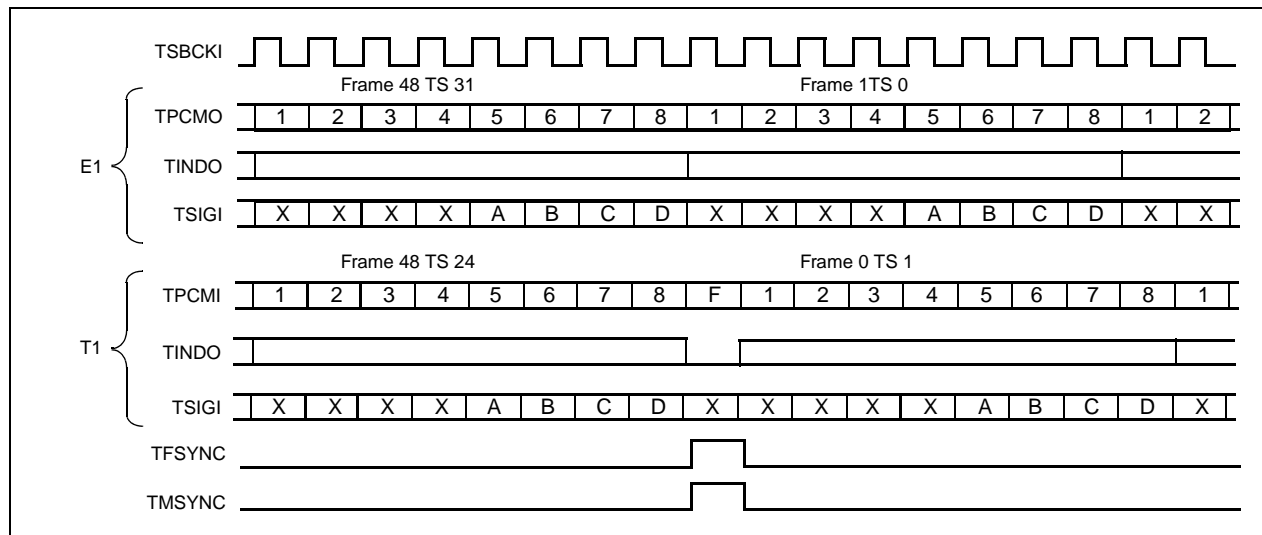 TSBCKI
Frame 48 TS 31 Frame 1TS 0
TPCMO 1 2 3 4 5 6 7 8 1 2 3 4 5 6 7 8 1 2
E1 TINDO
TSIGI X X X X A B C D X X X X A B C D X X
Frame 48 TS 24 Frame 0 TS 1
TPCMI 1 2 3 4 5 6 7 8 F 1 2 3 4 5 6 7 8 1
T1 TINDO
TSIGI X X X X A B C D X X X X X A B C D X
TFSYNC
TMSYNC